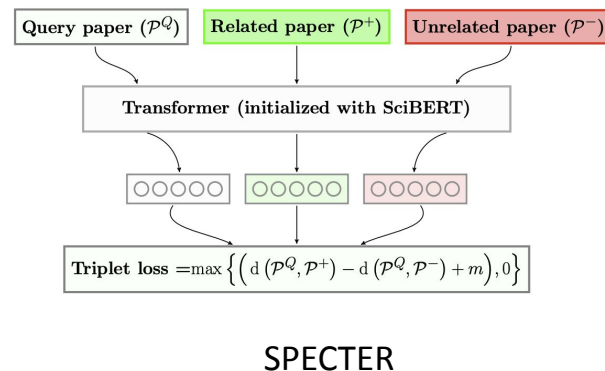 Query paper (𝒫^Q) Related paper (𝒫^+) Unrelated paper (𝒫^−)
Transformer (initialized with SciBERT)
Triplet loss =max {( d (𝒫^Q, 𝒫^+) − d (𝒫^Q, 𝒫^−) + m), 0}
SPECTER